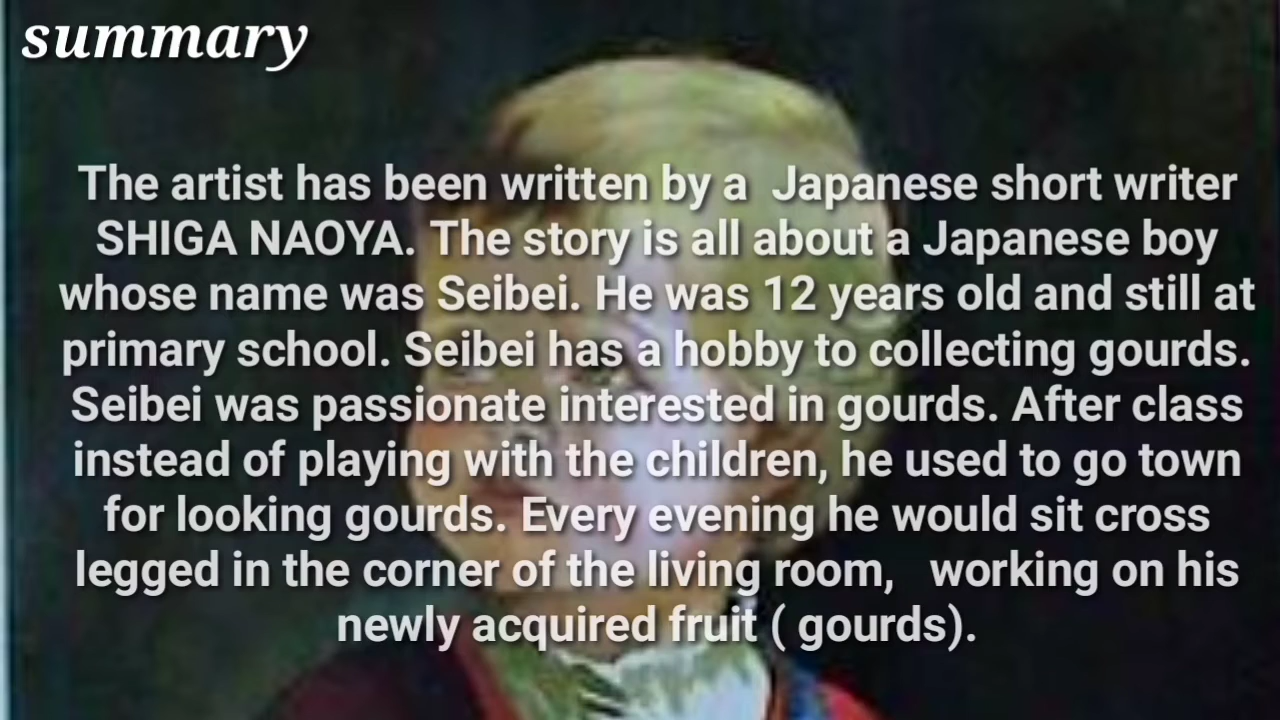 summary
The artist has been written by a Japanese short writer
SHIGA NAOYA. The story is all about a Japanese boy
whose name was Seibei. He was 12 years old and still at
primary school. Seibei has a hobby to collecting gourds.
Seibei was passionate interested in gourds. After class
instead of playing with the children, he used to go town
for looking gourds. Every evening he would sit cross
legged in the corner of the living room, working on his
newly acquired fruit ( gourds).